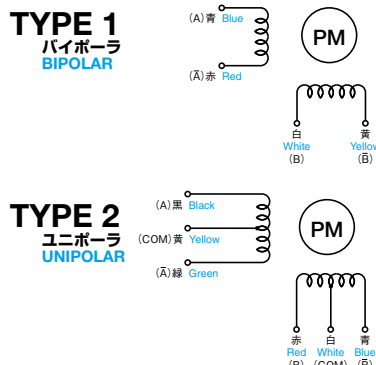 TYPE 1
バイポーラ
BIPOLAR
(A)青 Blue
(Ā)赤 Red
PM
白 黄
White Yellow
(B) (B̄)
TYPE 2
ユニポーラ
UNIPOLAR
(A)黒 Black
(COM)黄 Yellow
(Ā)緑 Green
PM
赤 白 青
Red White Blue
(B) (COM) (B̄)